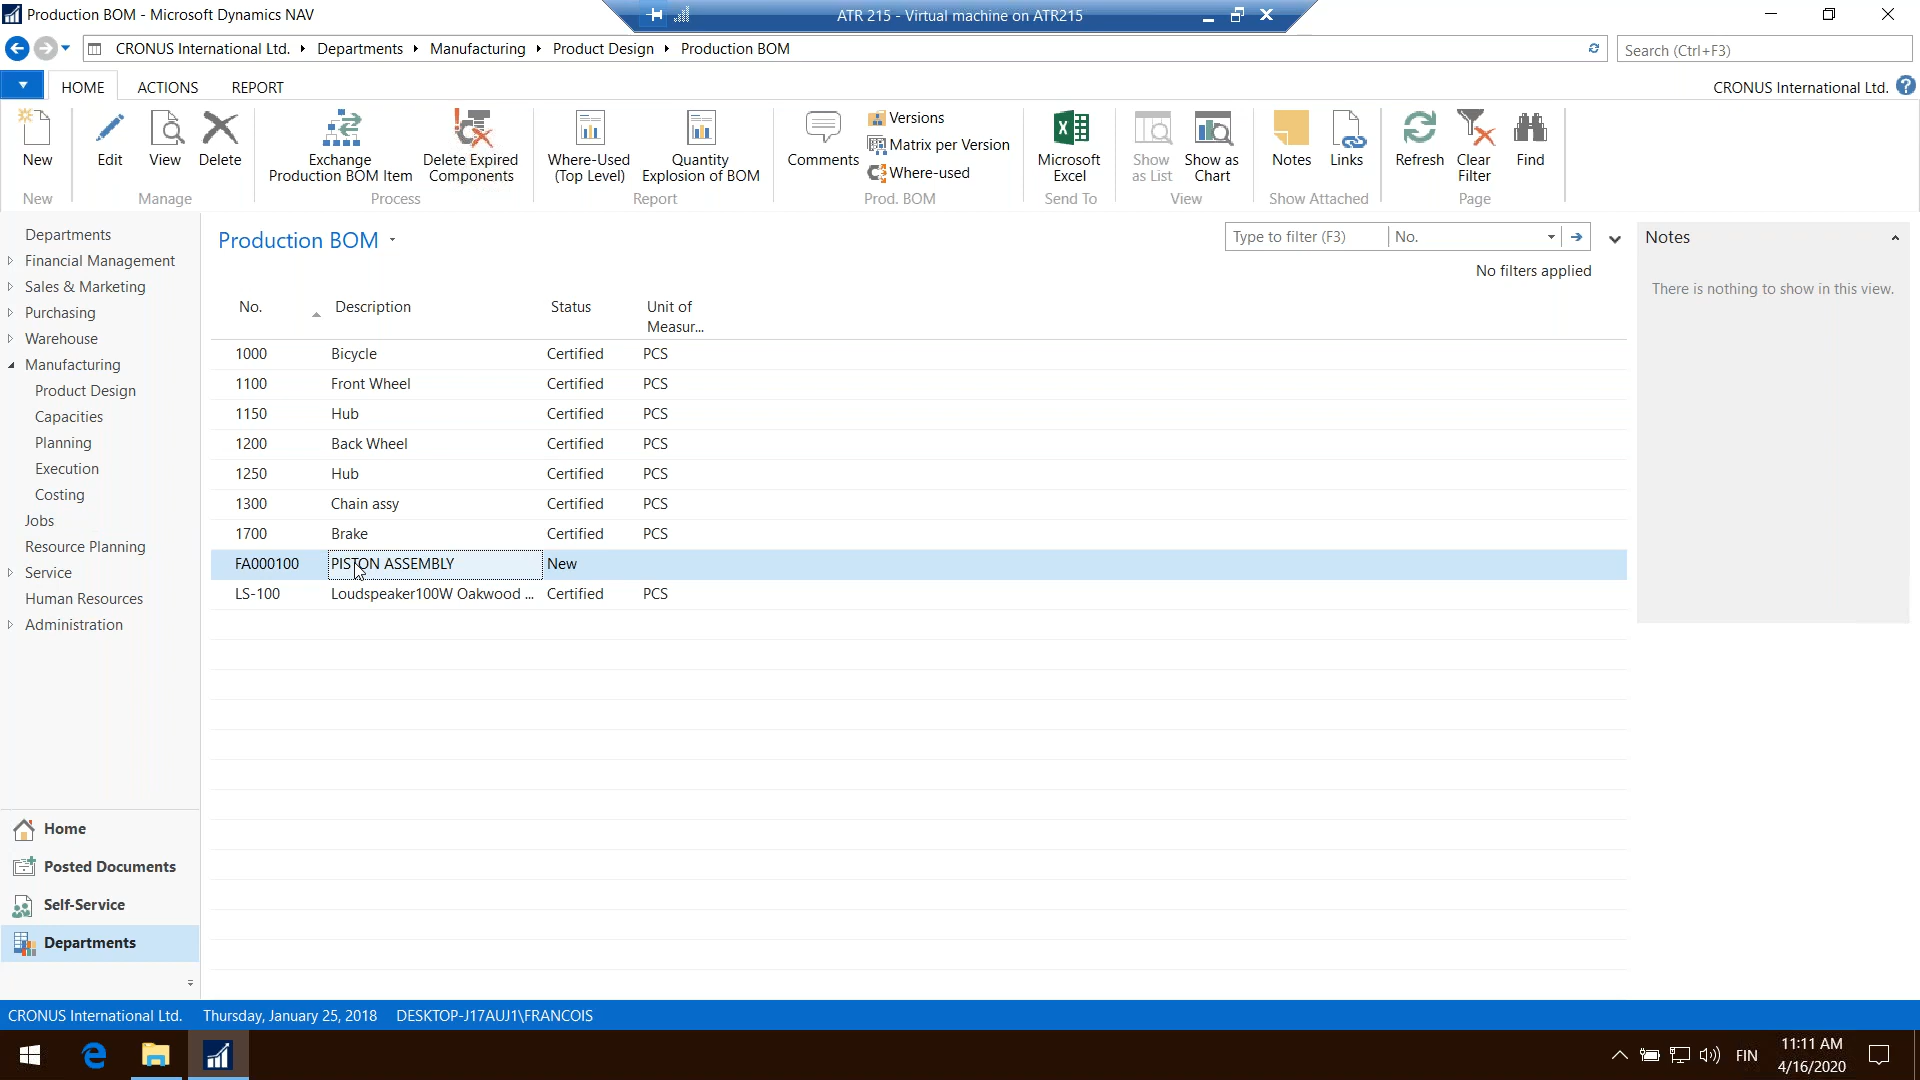 Production BOM - Microsoft Dynamics NAV
ATR 215 - Virtual machine on ATR215
CRONUS International Ltd. Departments Manufacturing Product Design Production BOM
Search (Ctrl+F3)
HOME ACTIONS REPORT
CRONUS International Ltd.
New
Edit
View
Delete
Exchange
Production BOM Item
Delete Expired
Components
Where-Used
(Top Level)
Quantity
Explosion of BOM
Comments
Versions
Matrix per Version
Where-used
Microsoft
Excel
Show
as List
Show as
Chart
Notes
Links
Refresh
Clear
Filter
Find
New Manage Process Report Prod. BOM Send To View Show Attached Page
Departments
Financial Management
Sales & Marketing
Purchasing
Warehouse
Manufacturing
Product Design
Capacities
Planning
Execution
Costing
Jobs
Resource Planning
Service
Human Resources
Administration
Home
Posted Documents
Self-Service
Departments
Production BOM
Type to filter (F3) No.
No filters applied
No. Description Status Unit of
Measur...
1000 Bicycle Certified PCS
1100 Front Wheel Certified PCS
1150 Hub Certified PCS
1200 Back Wheel Certified PCS
1250 Hub Certified PCS
1300 Chain assy Certified PCS
1700 Brake Certified PCS
FA000100 PISTON ASSEMBLY New
LS-100 Loudspeaker100W Oakwood ... Certified PCS
Notes
There is nothing to show in this view.
CRONUS International Ltd. Thursday, January 25, 2018 DESKTOP-J17AUJ1\FRANCOIS
FIN
11:11 AM
4/16/2020